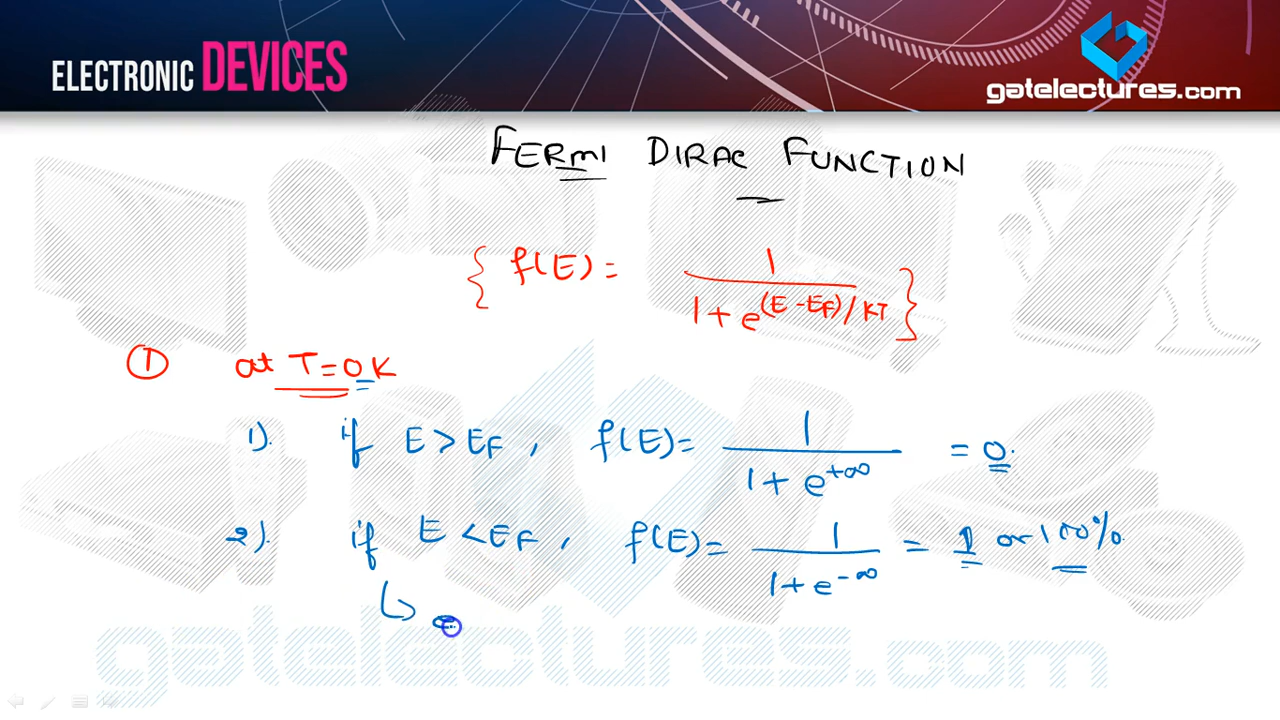 ELECTRONIC DEVICES
gatelectures.com
FERMI DIRAC FUNCTION
{ f(E) = 1 / (1 + e^((E - EF)/KT)) }
① at T = 0 K
1). if E > EF , f(E) = 1 / (1 + e^(+∞)) = 0.
2). if E < EF , f(E) = 1 / (1 + e^(-∞)) = 1 or 100%.
↳
gatelectures.com